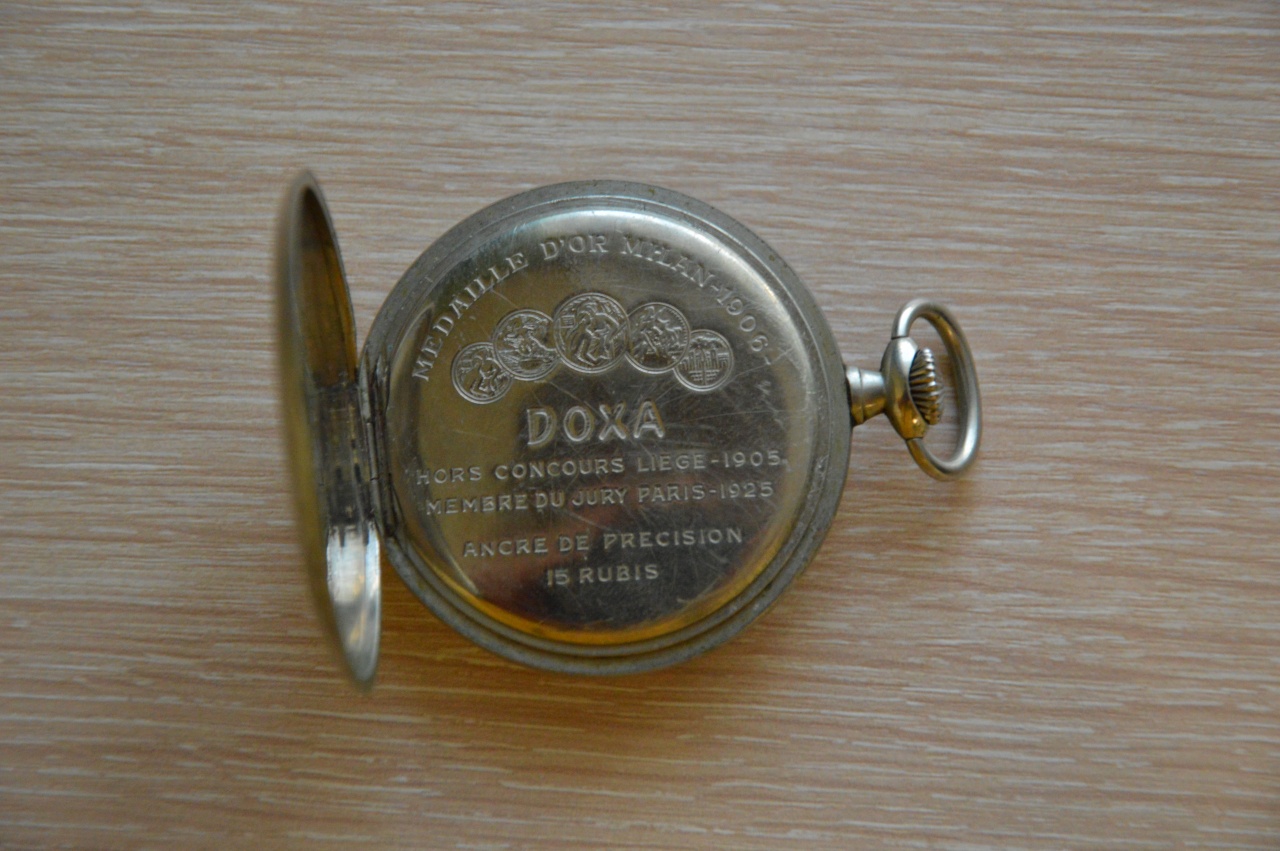 MEDAILLE D'OR MILAN-1906-
DOXA
HORS CONCOURS LIEGE-1905.
MEMBRE DU JURY PARIS-1925
ANCRE DE PRECISION
15 RUBIS